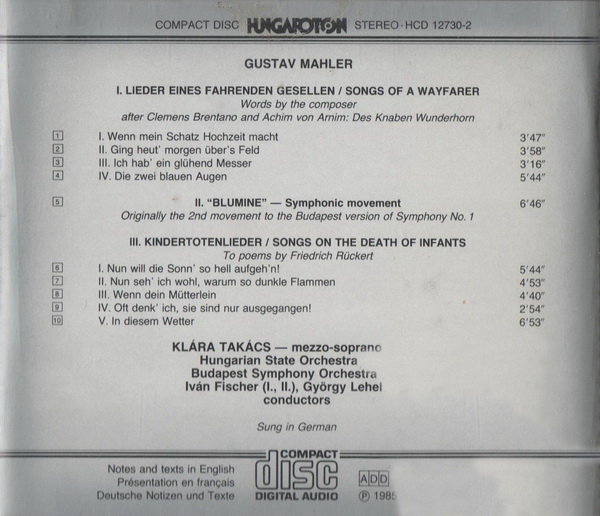 COMPACT DISC HUNGAROTON STEREO · HCD 12730-2
GUSTAV MAHLER
I. LIEDER EINES FAHRENDEN GESELLEN / SONGS OF A WAYFARER
Words by the composer
after Clemens Brentano and Achim von Arnim: Des Knaben Wunderhorn
1 I. Wenn mein Schatz Hochzeit macht 3'47"
2 II. Ging heut' morgen über's Feld 3'58"
3 III. Ich hab' ein glühend Messer 3'16"
4 IV. Die zwei blauen Augen 5'44"
5 II. "BLUMINE" — Symphonic movement 6'46"
Originally the 2nd movement to the Budapest version of Symphony No. 1
III. KINDERTOTENLIEDER / SONGS ON THE DEATH OF INFANTS
To poems by Friedrich Rückert
6 I. Nun will die Sonn' so hell aufgeh'n! 5'44"
7 II. Nun seh' ich wohl, warum so dunkle Flammen 4'53"
8 III. Wenn dein Mütterlein 4'40"
9 IV. Oft denk' ich, sie sind nur ausgegangen! 2'54"
10 V. In diesem Wetter 6'53"
KLÁRA TAKÁCS — mezzo-soprano
Hungarian State Orchestra
Budapest Symphony Orchestra
Iván Fischer (I., II.), György Lehel
conductors
Sung in German
Notes and texts in English
Présentation en français
Deutsche Notizen und Texte
COMPACT
disc
DIGITAL AUDIO
ADD
℗ 1985